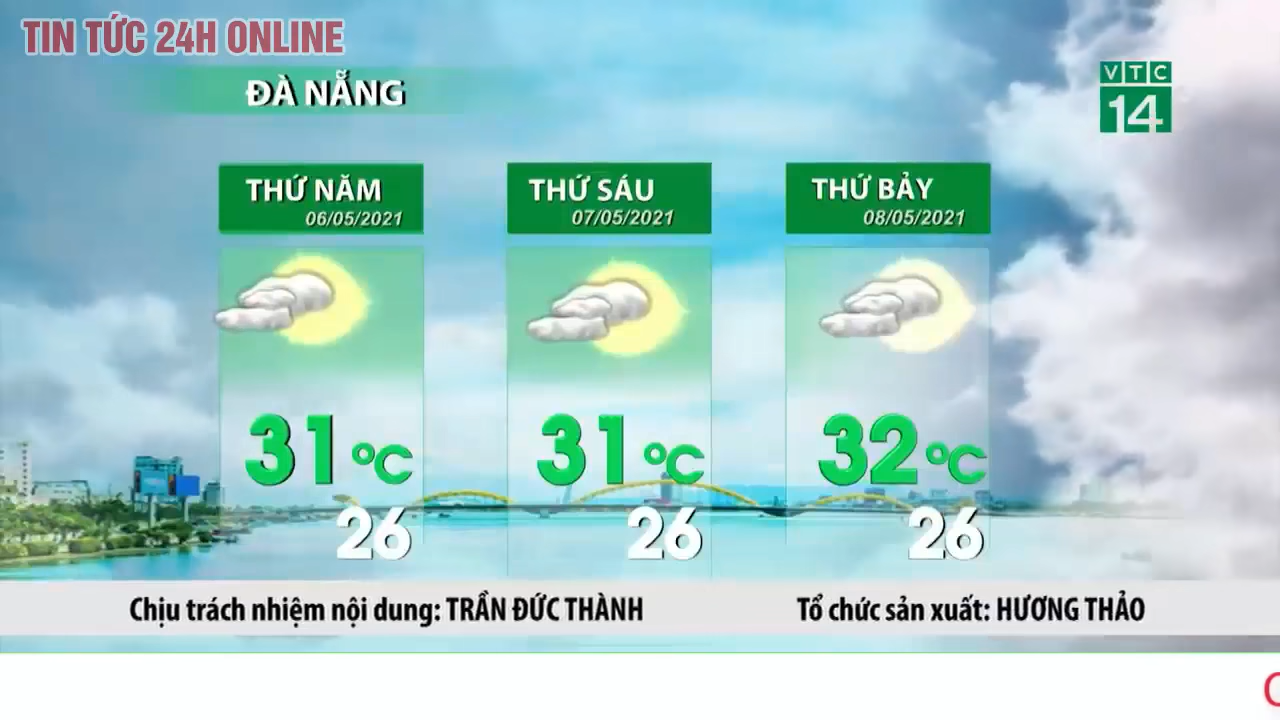 TIN TỨC 24H ONLINE
ĐÀ NẴNG
VTC
14
THỨ NĂM
06/05/2021
31°C
26
THỨ SÁU
07/05/2021
31°C
26
THỨ BẢY
08/05/2021
32°C
26
Chịu trách nhiệm nội dung: TRẦN ĐỨC THÀNH
Tổ chức sản xuất: HƯƠNG THẢO